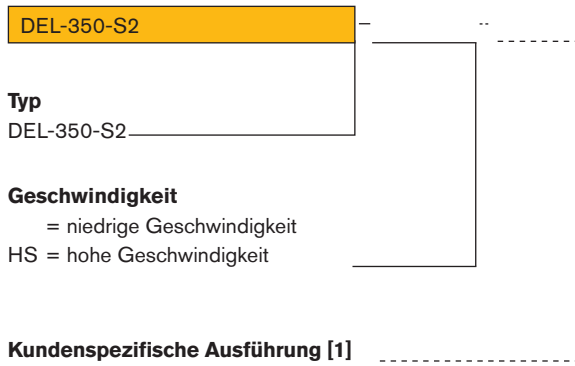 DEL-350-S2
Typ
DEL-350-S2
Geschwindigkeit
= niedrige Geschwindigkeit
HS = hohe Geschwindigkeit
Kundenspezifische Ausführung [1]